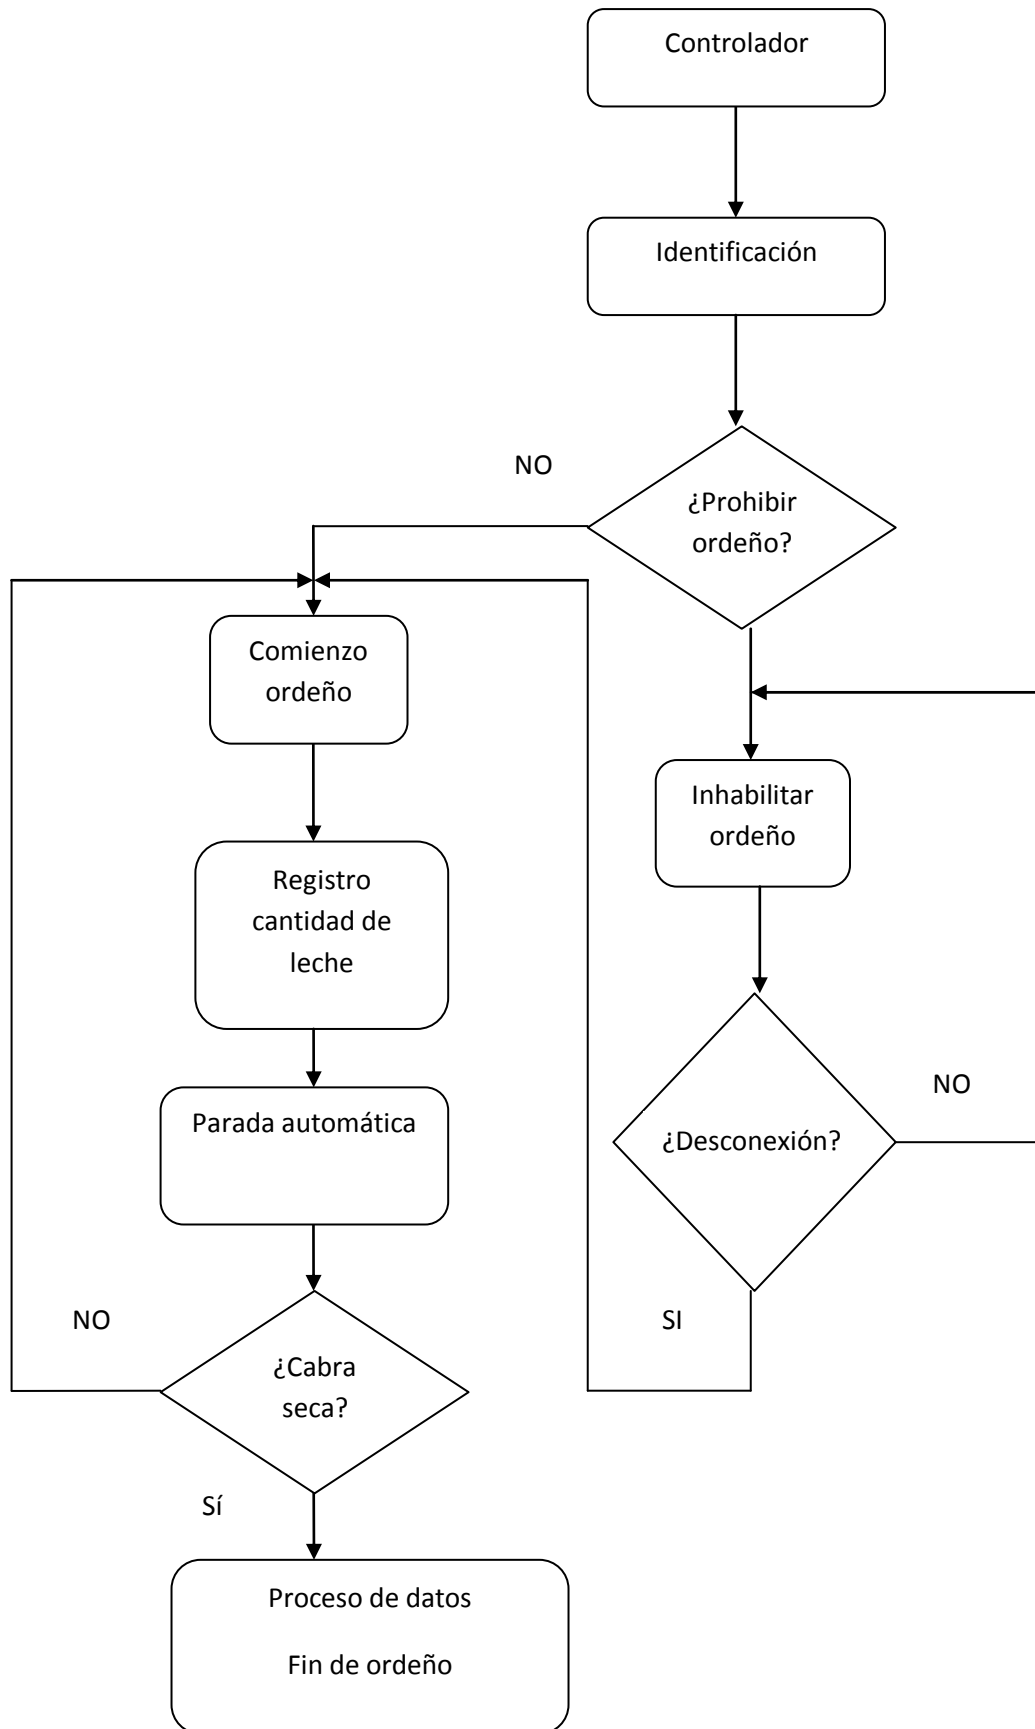 Controlador
Identificación
NO
¿Prohibir
ordeño?
Comienzo
ordeño
Inhabilitar
ordeño
Registro
cantidad de
leche
Parada automática
NO
¿Desconexión?
NO
SI
¿Cabra
seca?
Sí
Proceso de datos
Fin de ordeño